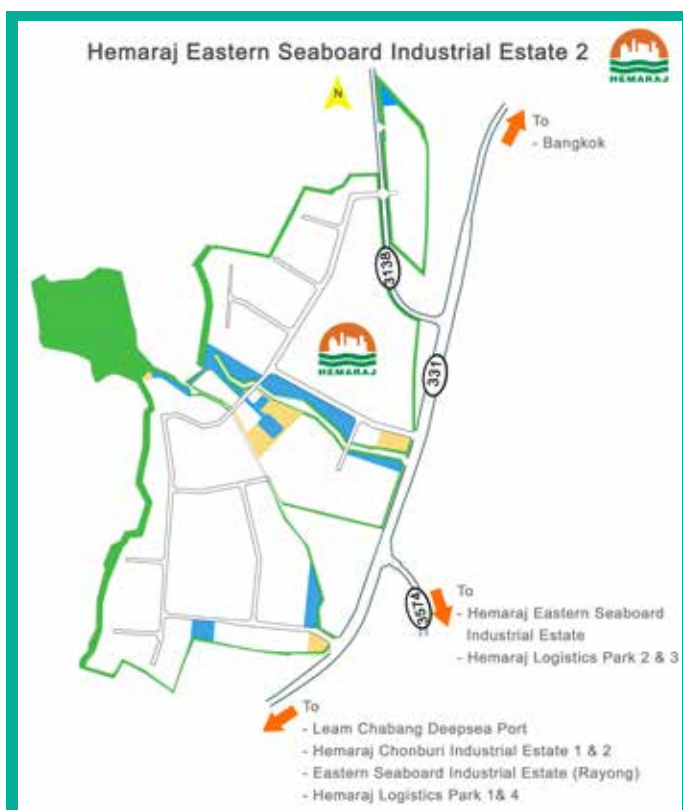 Hemaraj Eastern Seaboard Industrial Estate 2
HEMARAJ
N
To
- Bangkok
3138
HEMARAJ
331
3574
To
- Hemaraj Eastern Seaboard
Industrial Estate
- Hemaraj Logistics Park 2 & 3
To
- Leam Chabang Deepsea Port
- Hemaraj Chonburi Industrial Estate 1 & 2
- Eastern Seaboard Industrial Estate (Rayong)
- Hemaraj Logistics Park 1& 4